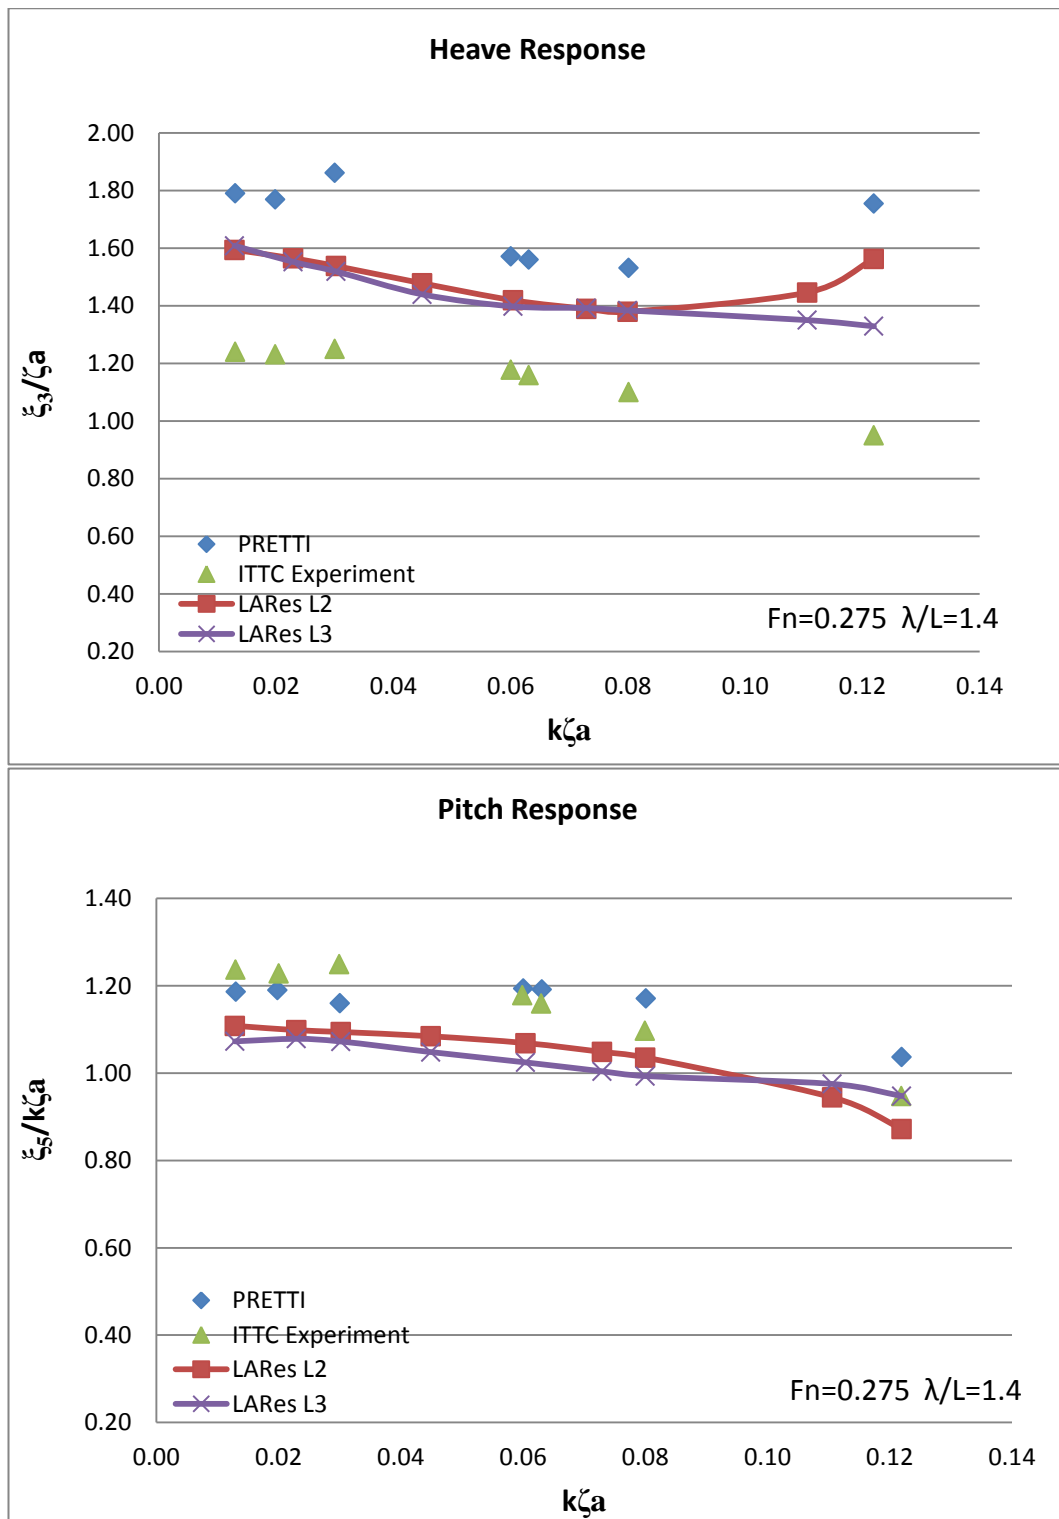 Heave Response
2.00
1.80
1.60
1.40
1.20
1.00
0.80
0.60
0.40
0.20
ξ₃/ζa
PRETTI
ITTC Experiment
LARes L2
LARes L3
Fn=0.275 λ/L=1.4
0.00 0.02 0.04 0.06 0.08 0.10 0.12 0.14
kζa
Pitch Response
1.40
1.20
1.00
0.80
0.60
0.40
0.20
ξ₅/kζa
PRETTI
ITTC Experiment
LARes L2
LARes L3
Fn=0.275 λ/L=1.4
0.00 0.02 0.04 0.06 0.08 0.10 0.12 0.14
kζa